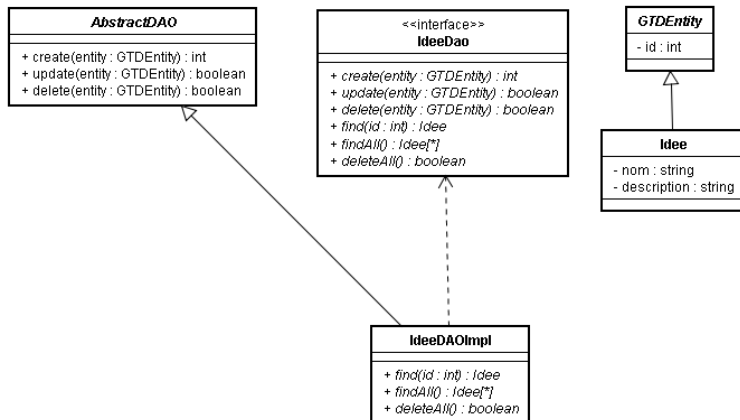 AbstractDAO
+ create(entity : GTDEntity) : int
+ update(entity : GTDEntity) : boolean
+ delete(entity : GTDEntity) : boolean
<<interface>>
IdeeDao
+ create(entity : GTDEntity) : int
+ update(entity : GTDEntity) : boolean
+ delete(entity : GTDEntity) : boolean
+ find(id : int) : Idee
+ findAll() : Idee[*]
+ deleteAll() : boolean
GTDEntity
- id : int
Idee
- nom : string
- description : string
IdeeDAOImpl
+ find(id : int) : Idee
+ findAll() : Idee[*]
+ deleteAll() : boolean